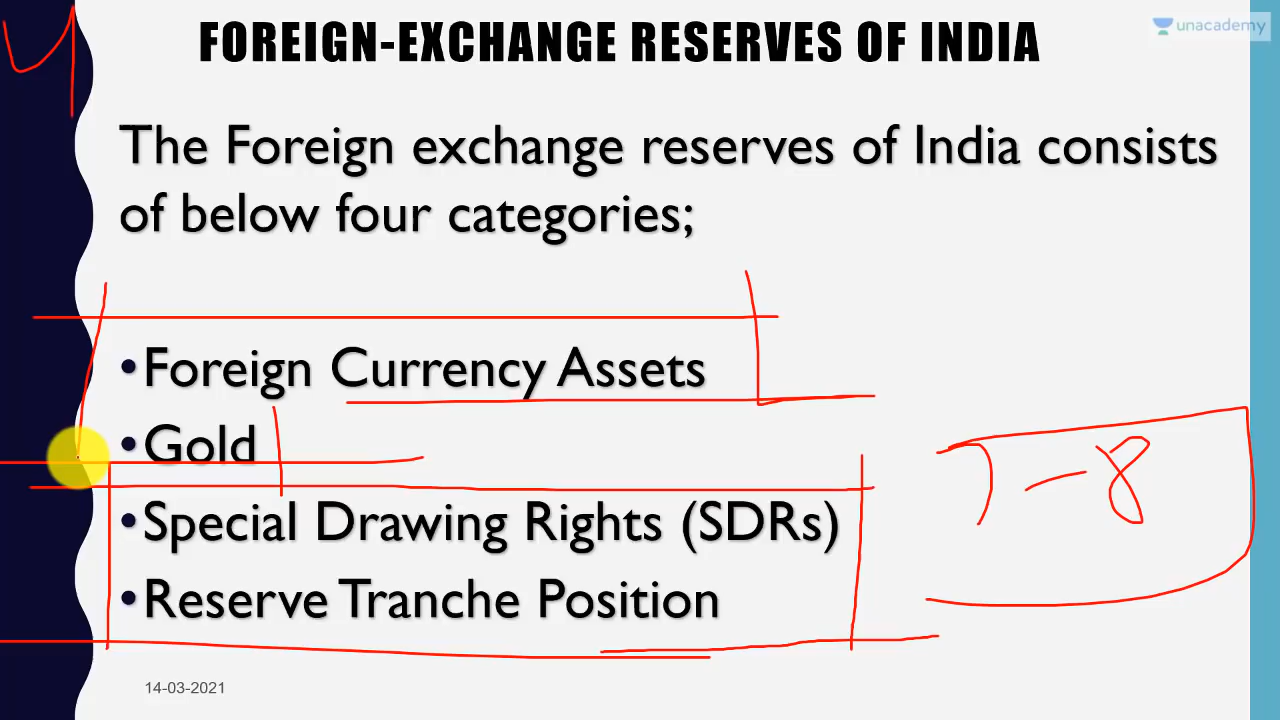 FOREIGN-EXCHANGE RESERVES OF INDIA
unacademy
The Foreign exchange reserves of India consists
of below four categories;
•Foreign Currency Assets
•Gold
•Special Drawing Rights (SDRs)
•Reserve Tranche Position
7-8
14-03-2021